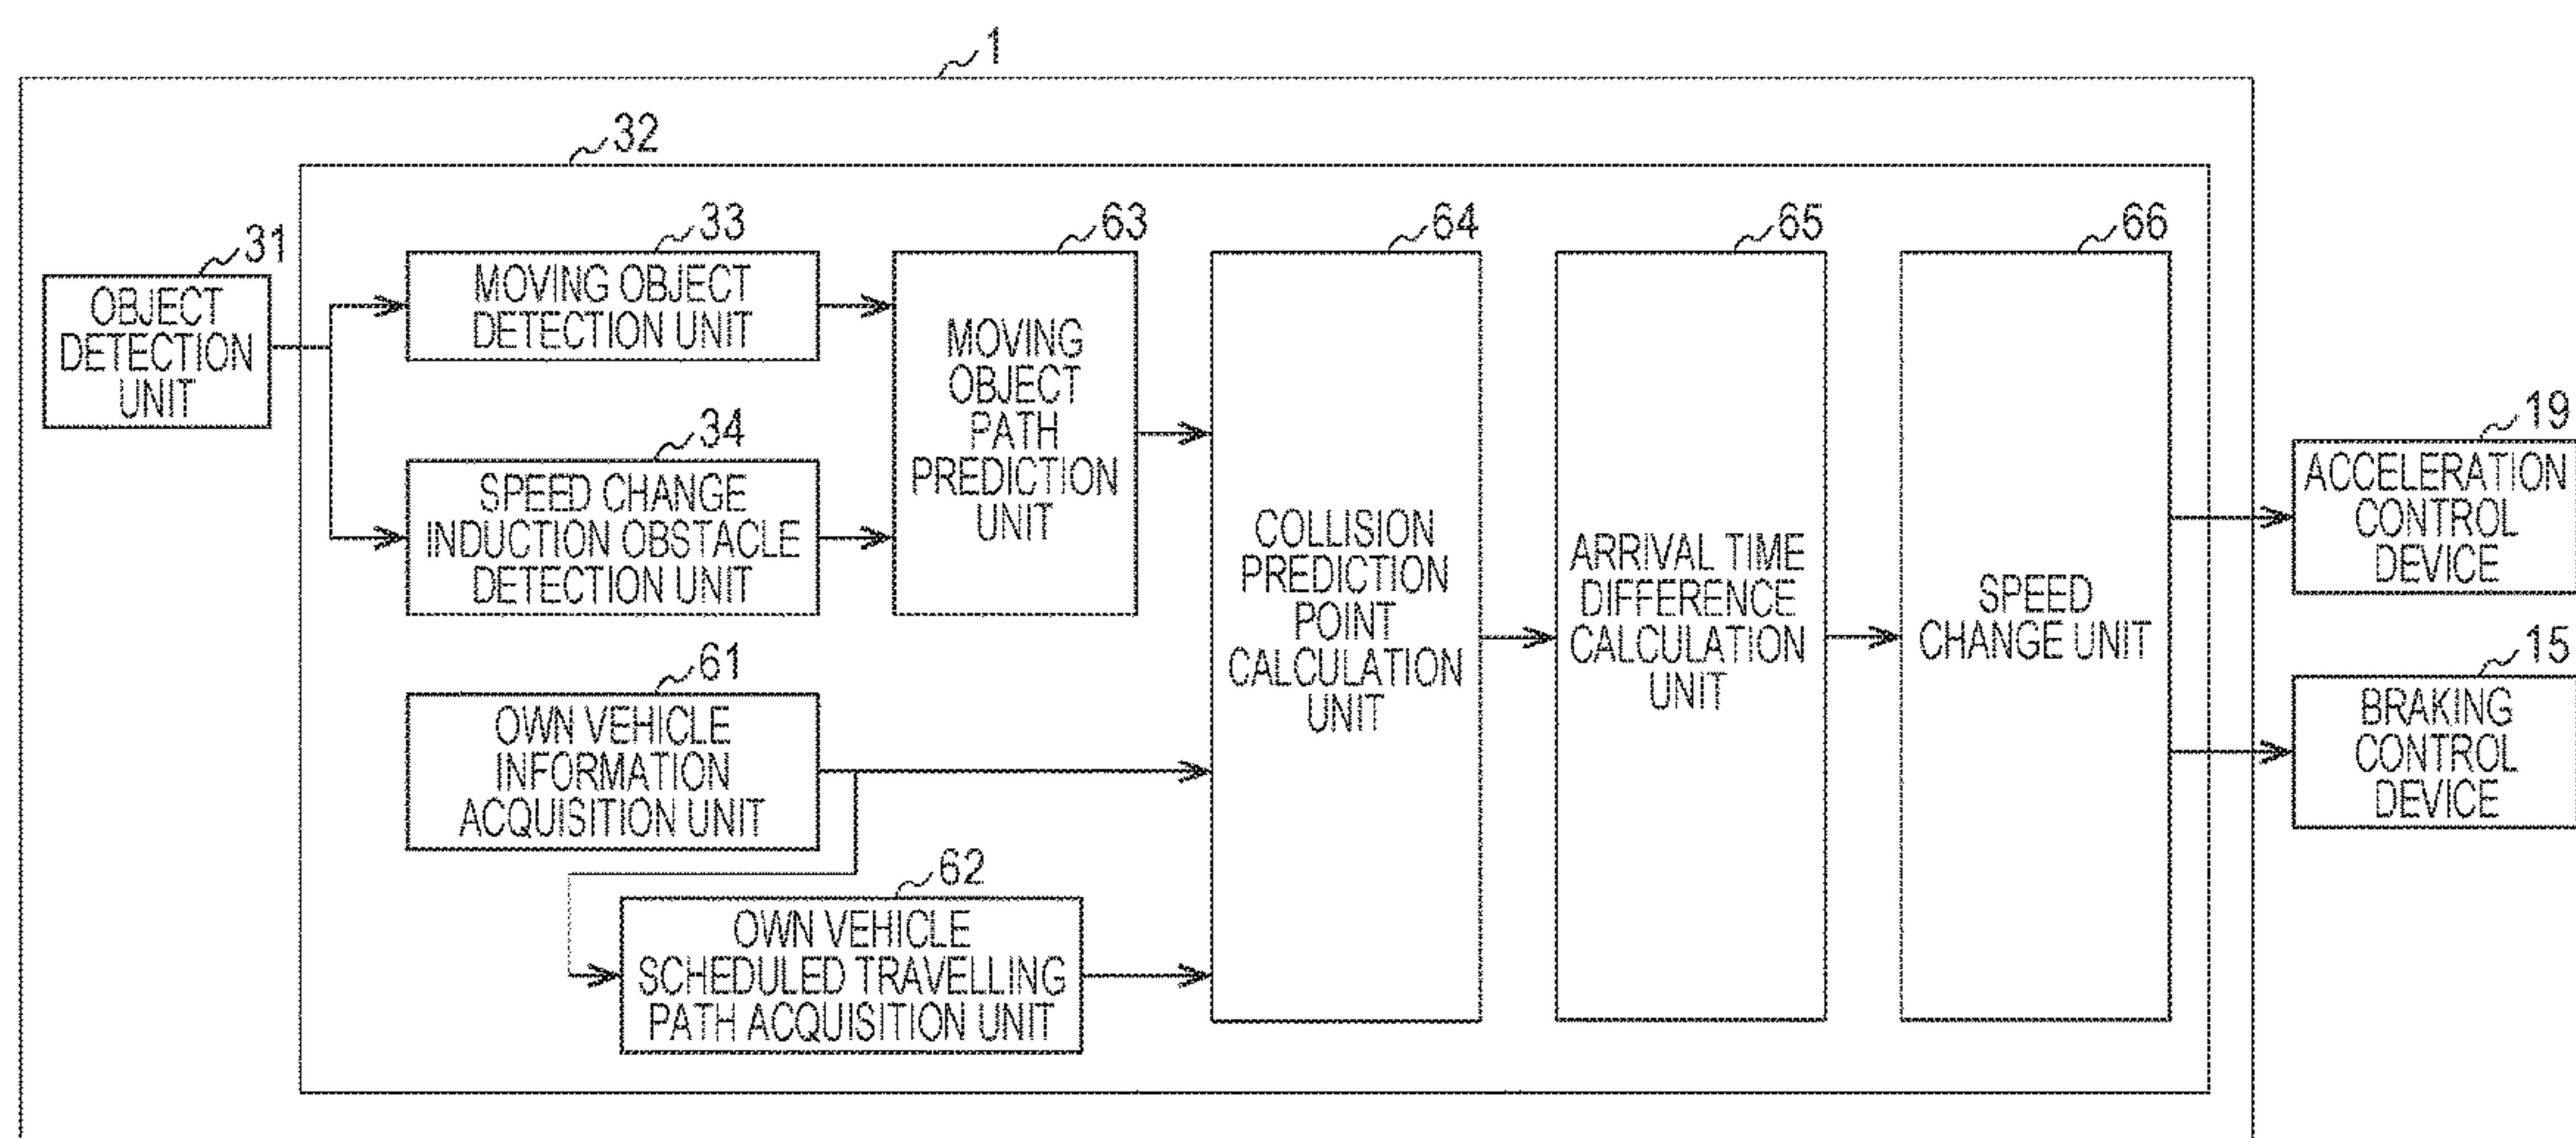 1
32
31
OBJECT
DETECTION
UNIT
33
MOVING OBJECT
DETECTION UNIT
34
SPEED CHANGE
INDUCTION OBSTACLE
DETECTION UNIT
61
OWN VEHICLE
INFORMATION
ACQUISITION UNIT
62
OWN VEHICLE
SCHEDULED TRAVELLING
PATH ACQUISITION UNIT
63
MOVING
OBJECT
PATH
PREDICTION
UNIT
64
COLLISION
PREDICTION
POINT
CALCULATION
UNIT
65
ARRIVAL TIME
DIFFERENCE
CALCULATION
UNIT
66
SPEED
CHANGE UNIT
19
ACCELERATION
CONTROL
DEVICE
15
BRAKING
CONTROL
DEVICE